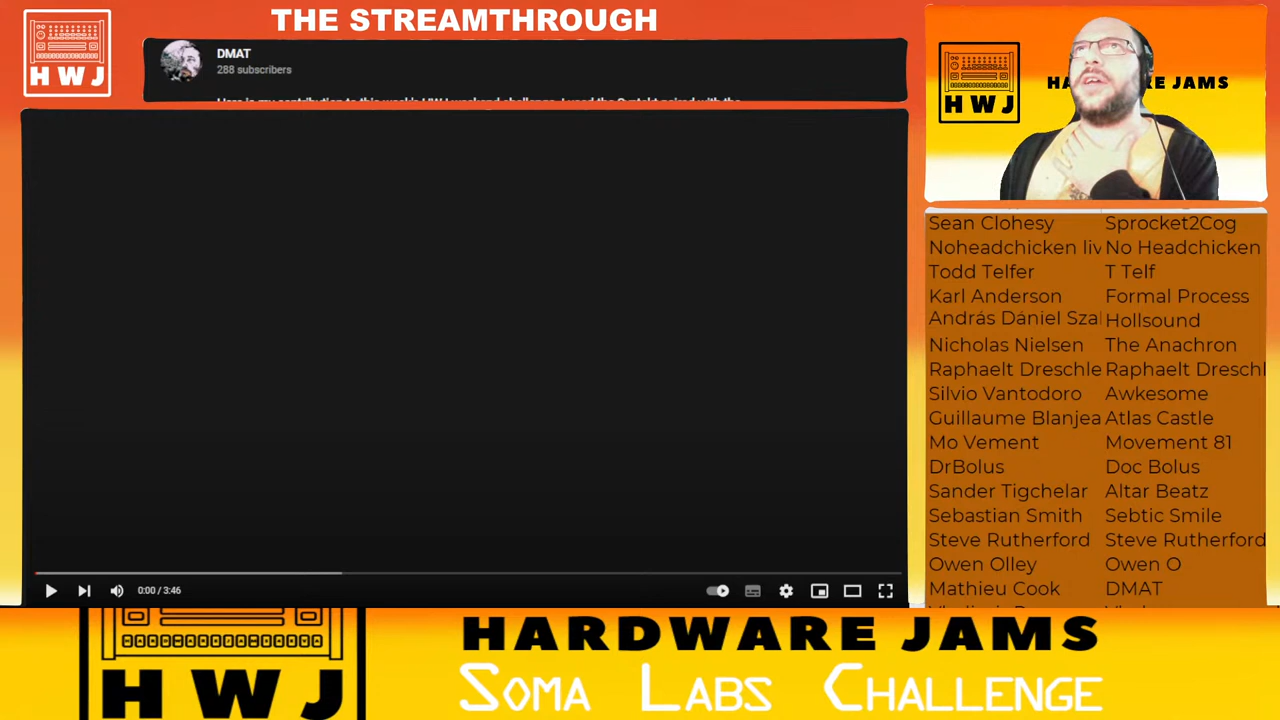 THE STREAMTHROUGH
HWJ
DMAT
288 subscribers
HWJ
HARDWARE JAMS
Sean Clohesy Sprocket2Cog
Noheadchicken liv No Headchicken
Todd Telfer T Telf
Karl Anderson Formal Process
András Dániel Sza Hollsound
Nicholas Nielsen The Anachron
Raphaelt Dreschle Raphaelt Dreschl
Silvio Vantodoro Awkesome
Guillaume Blanjea Atlas Castle
Mo Vement Movement 81
DrBolus Doc Bolus
Sander Tigchelar Altar Beatz
Sebastian Smith Sebtic Smile
Steve Rutherford Steve Rutherford
Owen Olley Owen O
Mathieu Cook DMAT
0:00 / 3:46
HWJ
HARDWARE JAMS
SOMA LABS CHALLENGE